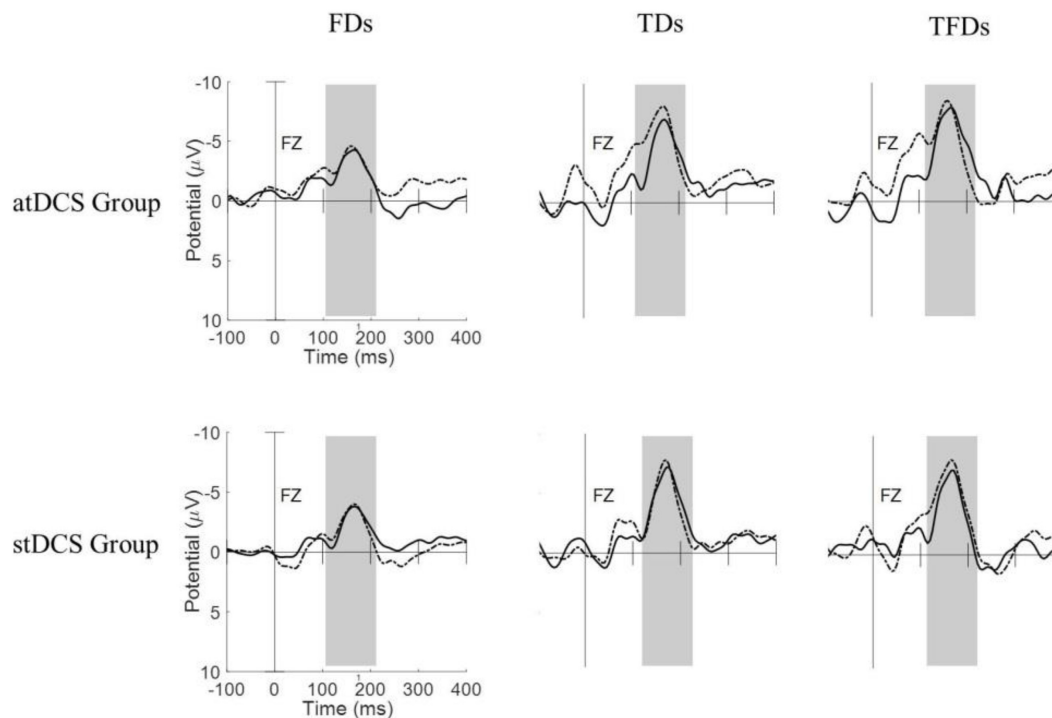 FDs TDs TFDs
atDCS Group
Potential (μV)
-10
-5
0
5
10
FZ
FZ
FZ
-100 0 100 200 300 400
Time (ms)
stDCS Group
Potential (μV)
-10
-5
0
5
10
FZ
FZ
FZ
-100 0 100 200 300 400
Time (ms)